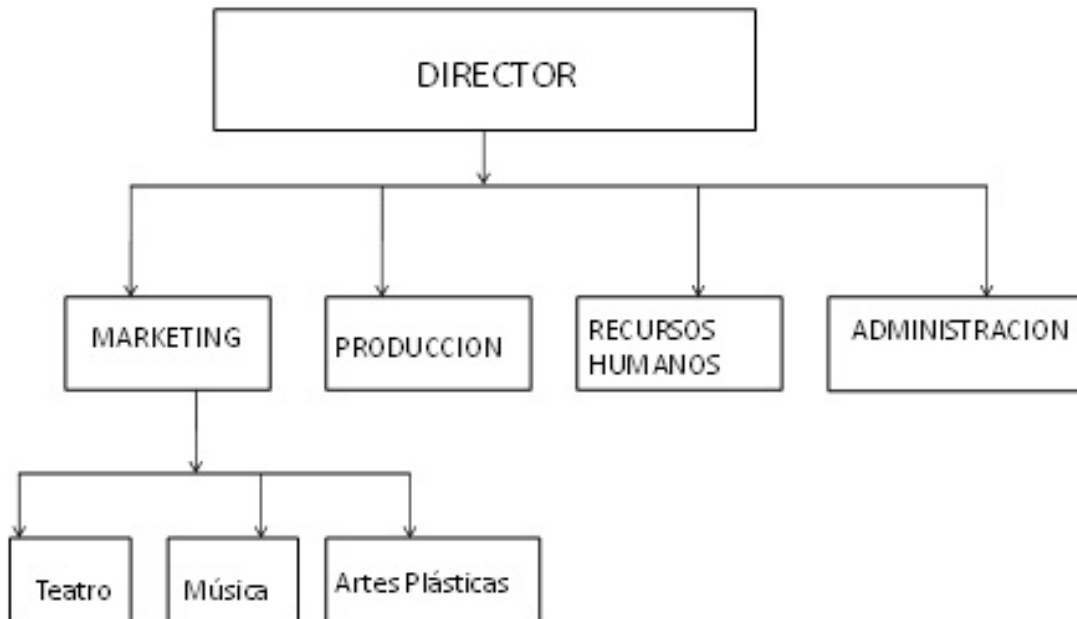 DIRECTOR
MARKETING
PRODUCCION
RECURSOS
HUMANOS
ADMINISTRACION
Teatro
Música
Artes Plásticas